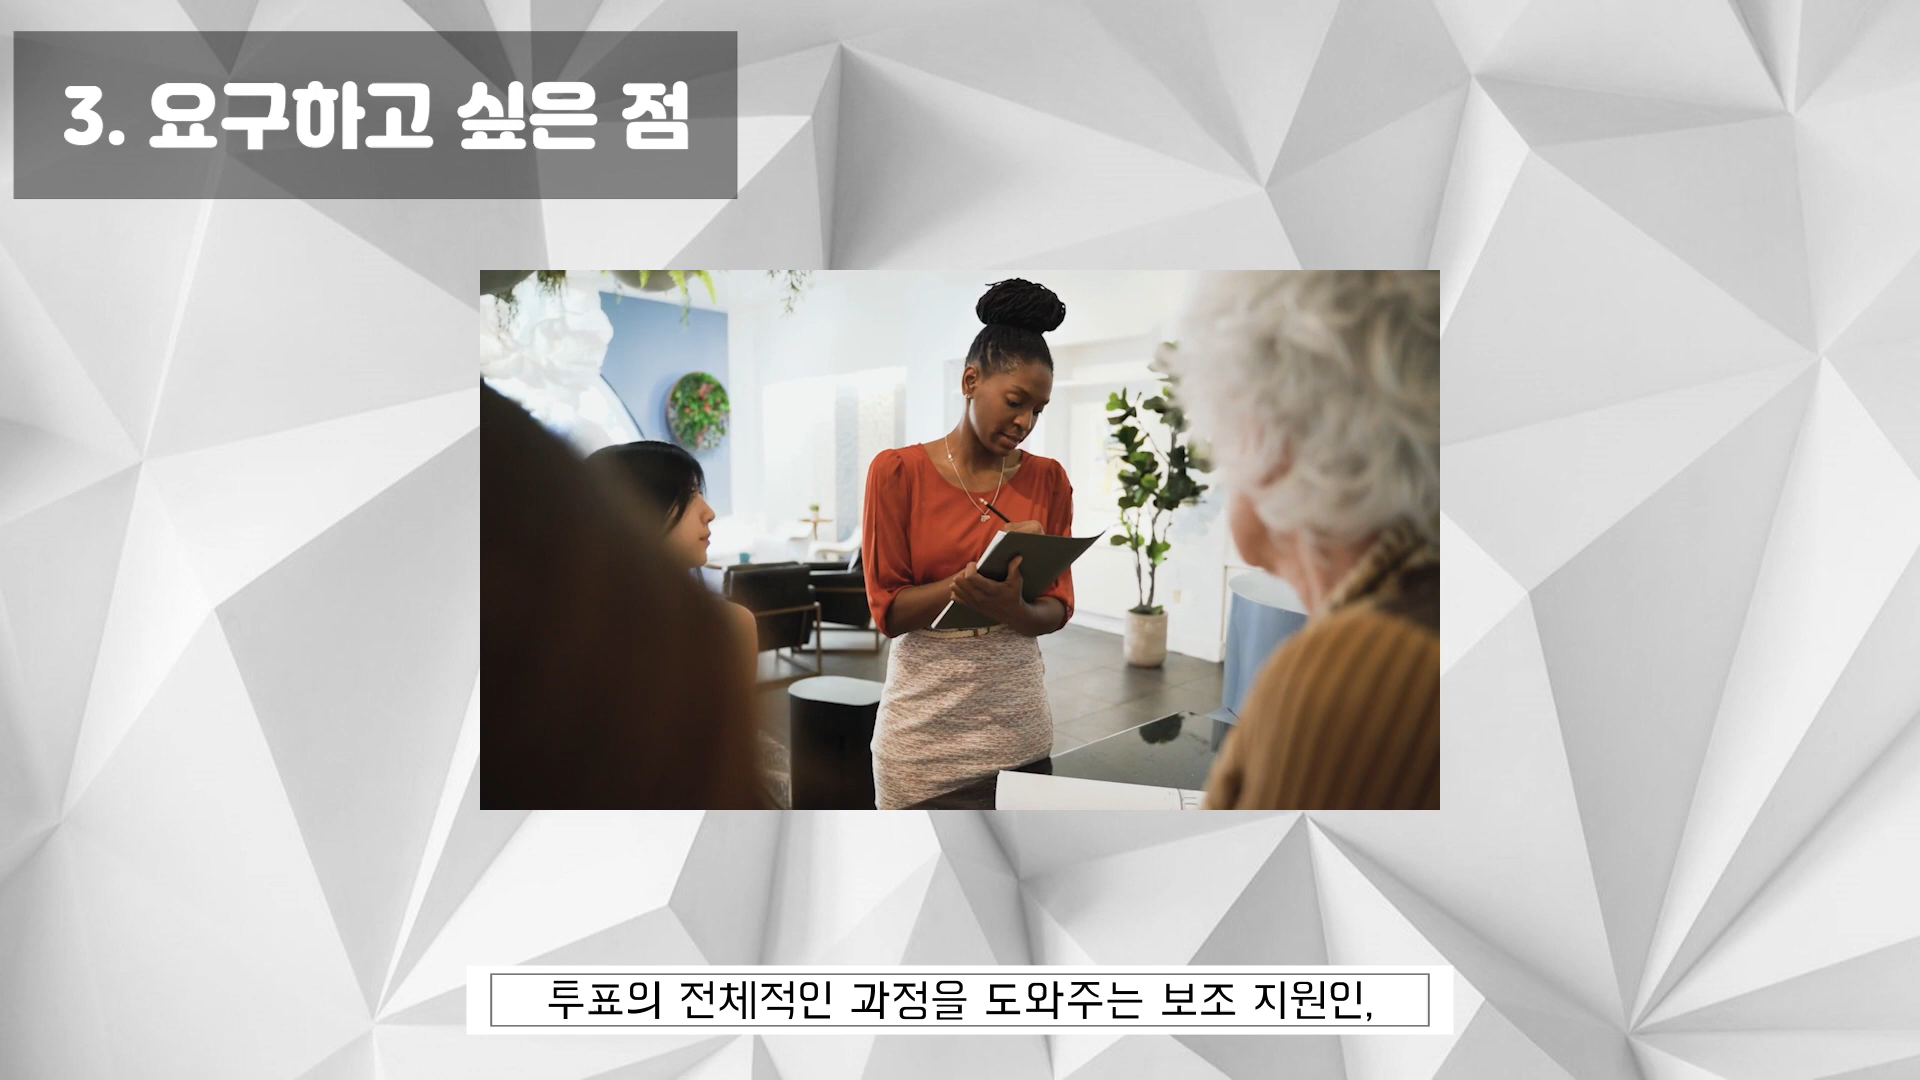 3. 요구하고 싶은 점
투표의 전체적인 과정을 도와주는 보조 지원인,